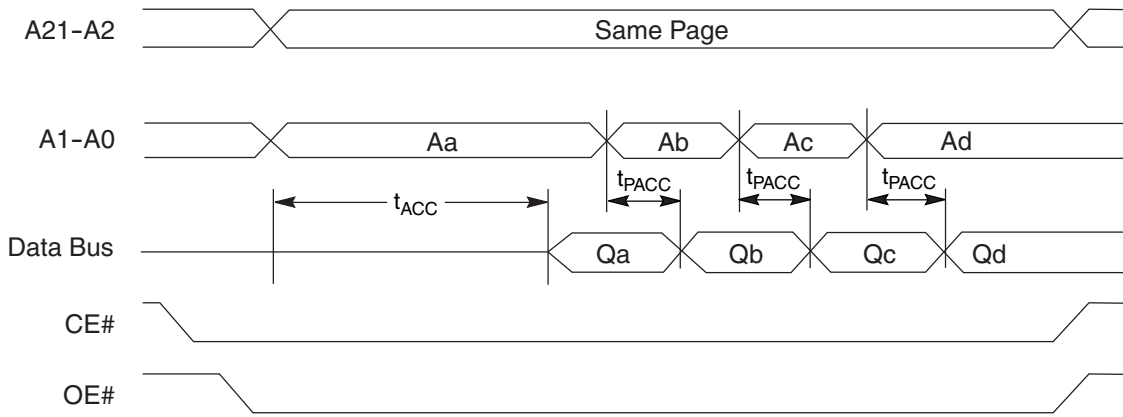 A21-A2 Same Page
A1-A0 Aa Ab Ac Ad
tACC tPACC tPACC tPACC
Data Bus Qa Qb Qc Qd
CE#
OE#